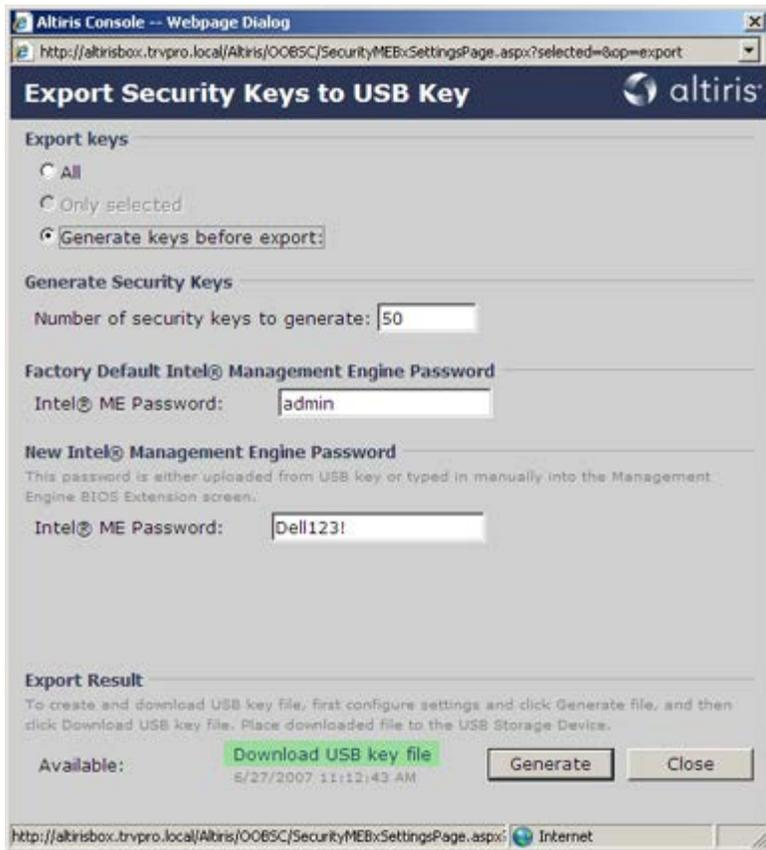 Altiris Console -- Webpage Dialog
http://altirisbox.trvpro.local/Altiris/OOBSC/SecurityMEBxSettingsPage.aspx?selected=&op=export
Export Security Keys to USB Key
altiris
Export keys
All
Only selected
Generate keys before export:
Generate Security Keys
Number of security keys to generate: 50
Factory Default Intel® Management Engine Password
Intel® ME Password: admin
New Intel® Management Engine Password
This password is either uploaded from USB key or typed in manually into the Management
Engine BIOS Extension screen.
Intel® ME Password: Dell123!
Export Result
To create and download USB key file, first configure settings and click Generate file, and then
click Download USB key file. Place downloaded file to the USB Storage Device.
Available: Download USB key file Generate Close
6/27/2007 11:12:43 AM
http://altirisbox.trvpro.local/Altiris/OOBSC/SecurityMEBxSettingsPage.aspx Internet